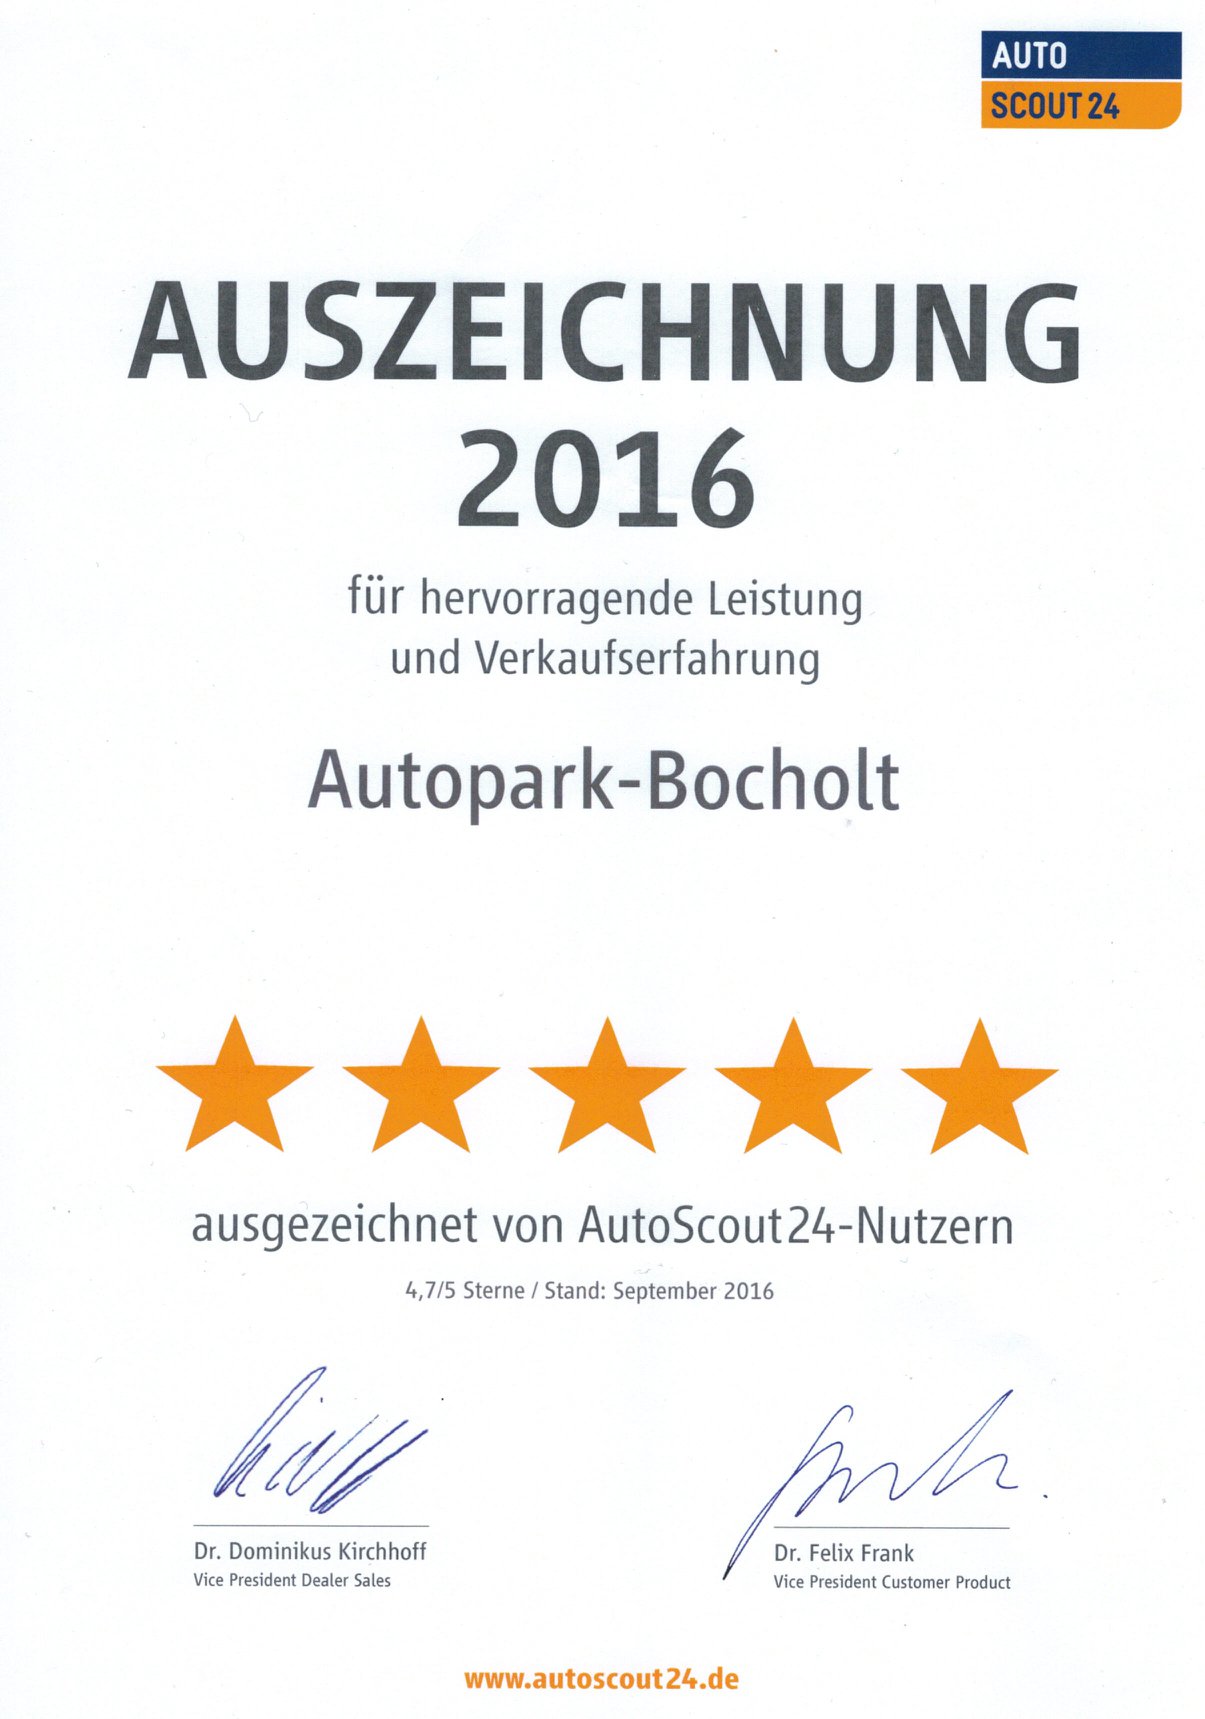 AUTO
SCOUT24
AUSZEICHNUNG
2016
für hervorragende Leistung
und Verkaufserfahrung
Autopark-Bocholt
ausgezeichnet von AutoScout24-Nutzern
4,7/5 Sterne / Stand: September 2016
Dr. Dominikus Kirchhoff
Vice President Dealer Sales
Dr. Felix Frank
Vice President Customer Product
www.autoscout24.de